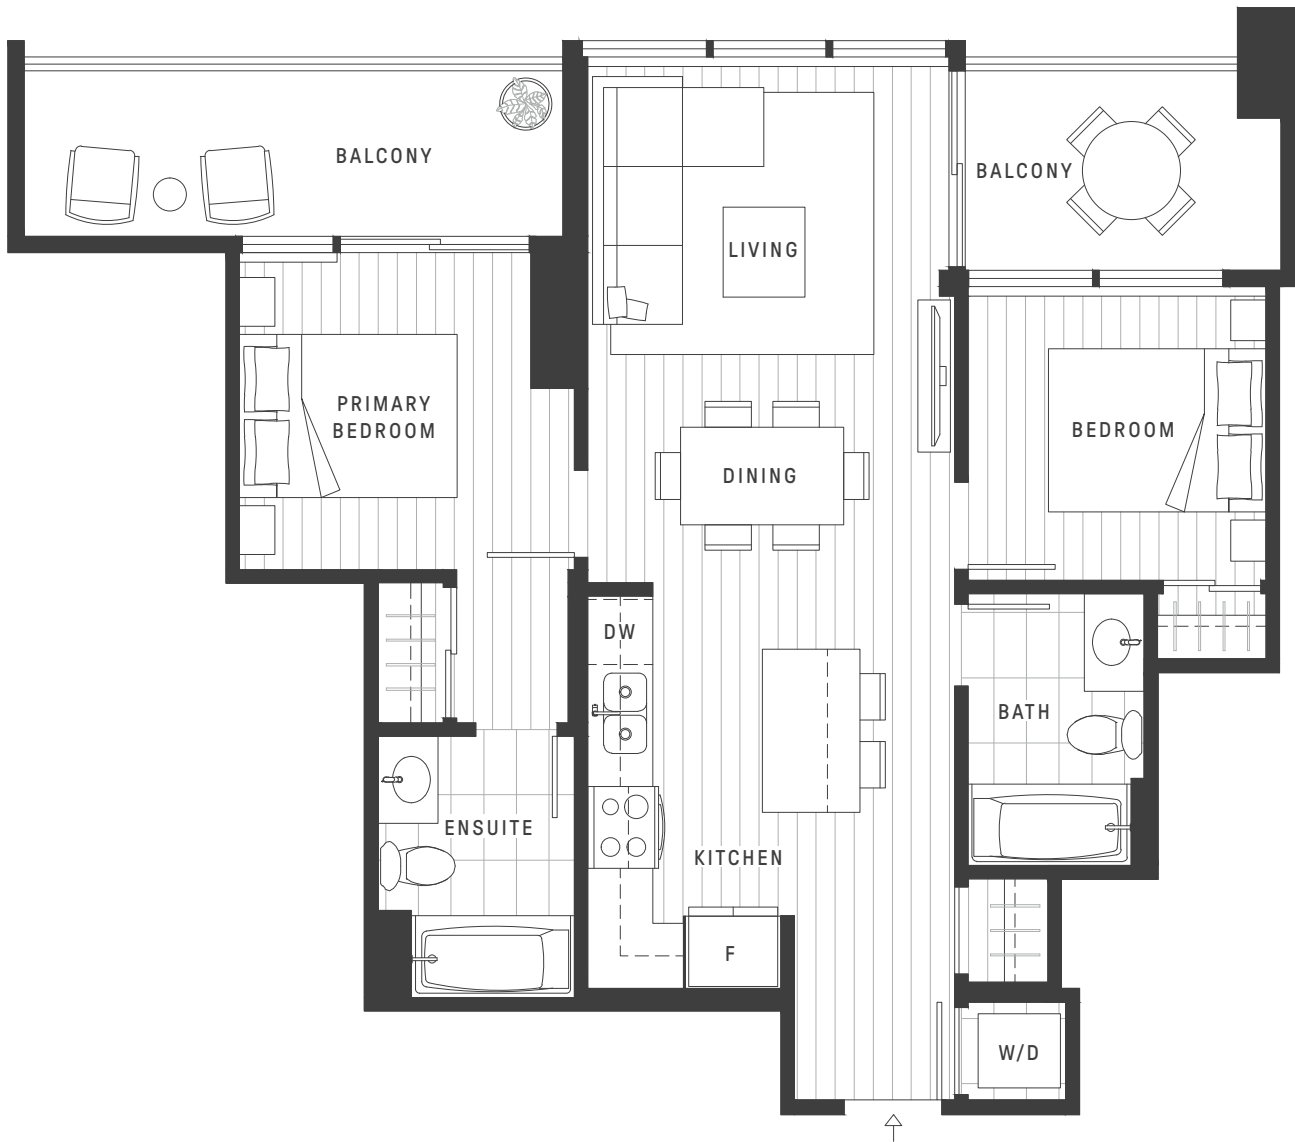 BALCONY
BALCONY
LIVING
PRIMARY
BEDROOM
BEDROOM
DINING
DW
BATH
ENSUITE
KITCHEN
F
W/D